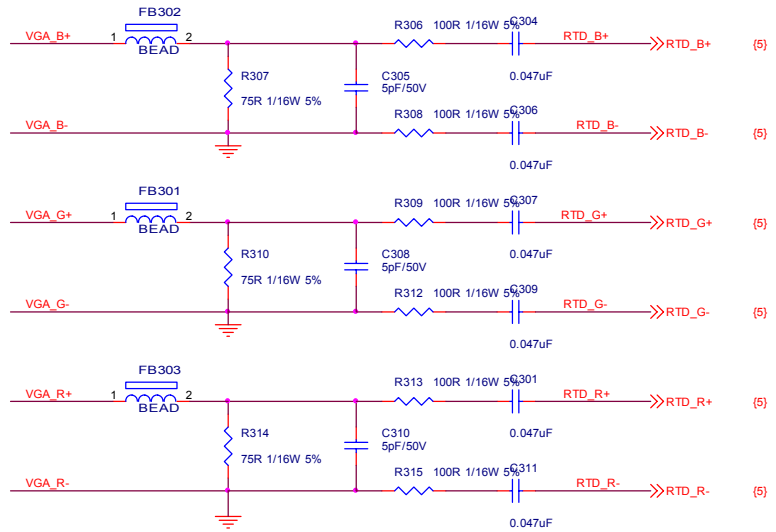 FB302
R306 100R 1/16W 5% C304
VGA_B+ 1 2 RTD_B+ RTD_B+ {5}
BEAD
0.047uF
R307 C305
5pF/50V
75R 1/16W 5% C306
R308 100R 1/16W 5%
VGA_B- RTD_B- RTD_B- {5}
0.047uF
FB301
R309 100R 1/16W 5% C307
VGA_G+ 1 2 RTD_G+ RTD_G+ {5}
BEAD
0.047uF
R310 C308
5pF/50V
75R 1/16W 5% C309
R312 100R 1/16W 5%
VGA_G- RTD_G- RTD_G- {5}
0.047uF
FB303
R313 100R 1/16W 5% C301
VGA_R+ 1 2 RTD_R+ RTD_R+ {5}
BEAD
0.047uF
R314 C310
5pF/50V
75R 1/16W 5%
R315 100R 1/16W 5% C311
VGA_R- RTD_R- RTD_R- {5}
0.047uF